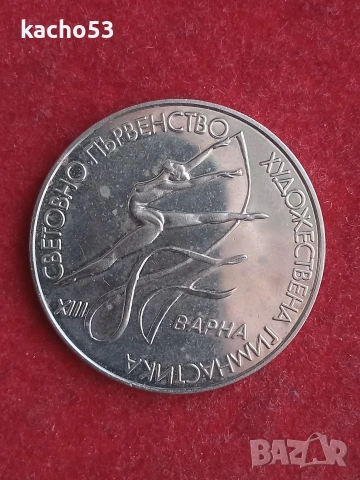 kacho53
XIII СВЕТОВНО ПЪРВЕНСТВО
ХУДОЖЕСТВЕНА ГИМНАСТИКА
ВАРНА
BAZAR